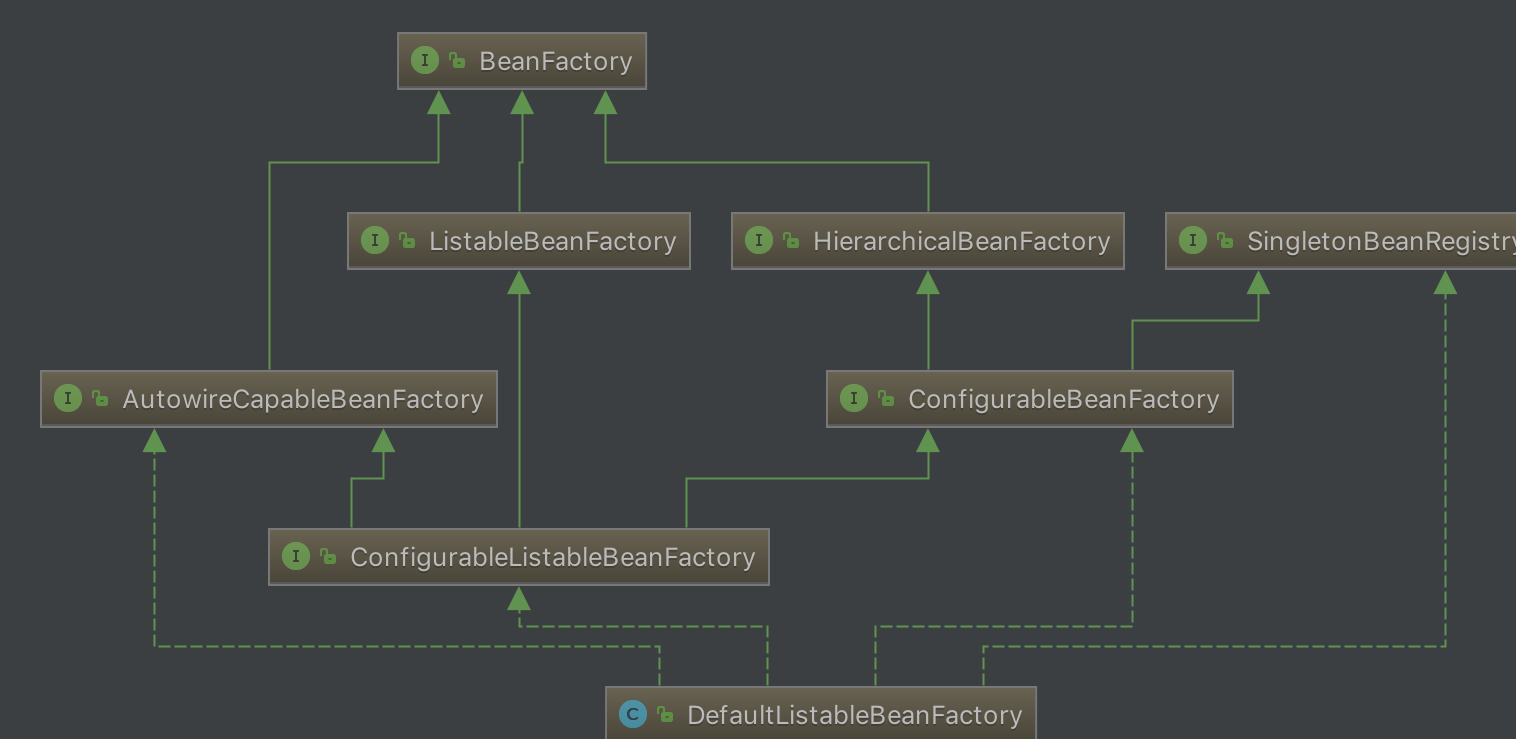 I BeanFactory
I ListableBeanFactory
I HierarchicalBeanFactory
I SingletonBeanRegistry
I AutowireCapableBeanFactory
I ConfigurableBeanFactory
I ConfigurableListableBeanFactory
C DefaultListableBeanFactory